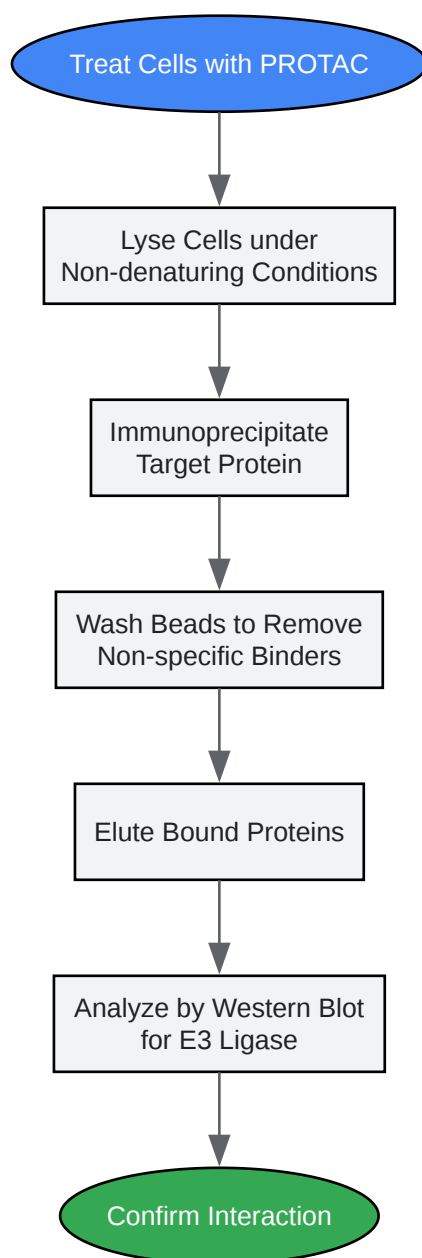 Treat Cells with PROTAC
Lyse Cells under
Non-denaturing Conditions
Immunoprecipitate
Target Protein
Wash Beads to Remove
Non-specific Binders
Elute Bound Proteins
Analyze by Western Blot
for E3 Ligase
Confirm Interaction